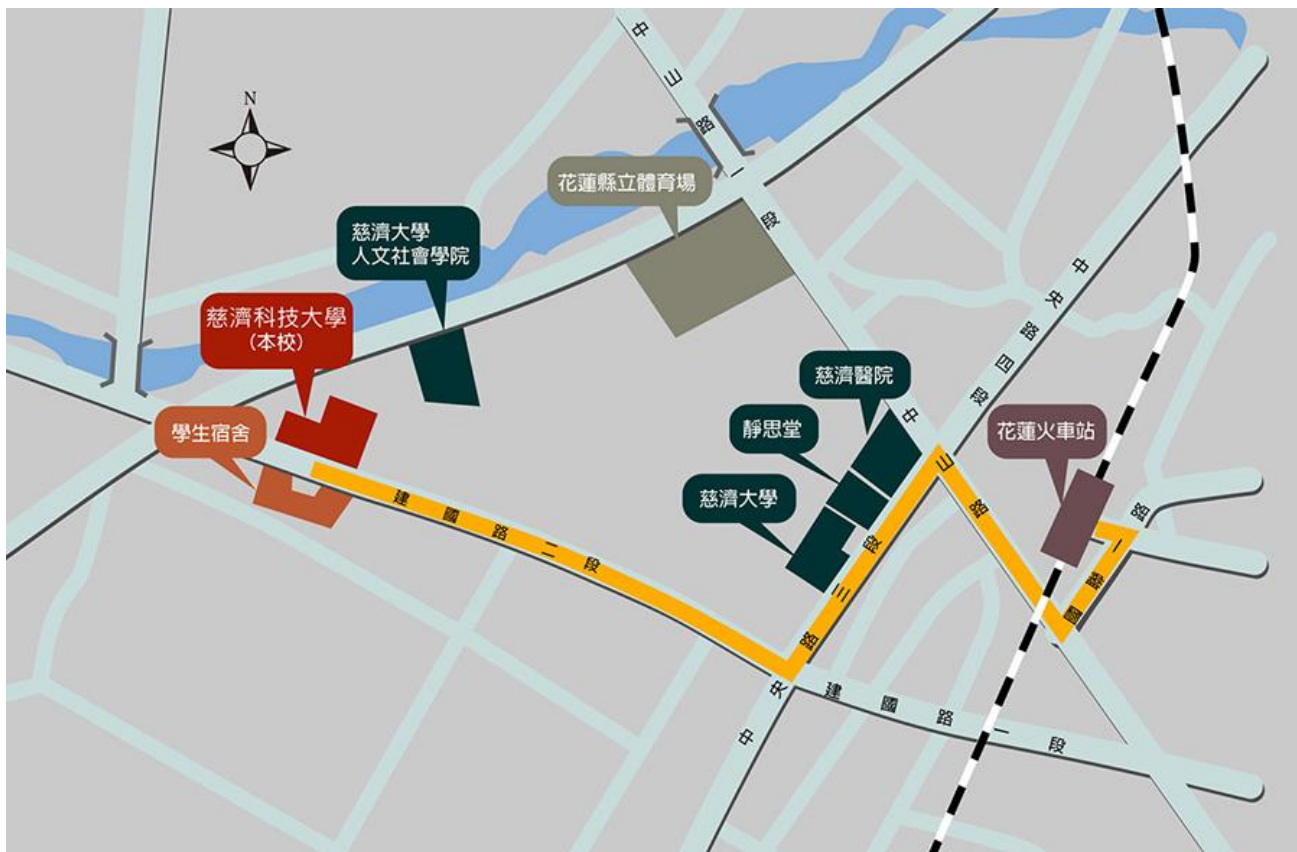 N
中山路一段
花蓮縣立體育場
慈濟大學
人文社會學院
慈濟科技大學
(本校)
學生宿舍
中央路四段
慈濟醫院
靜思堂
慈濟大學
花蓮火車站
中山路
國聯一路
建國路二段
中央路三段
建國路一段